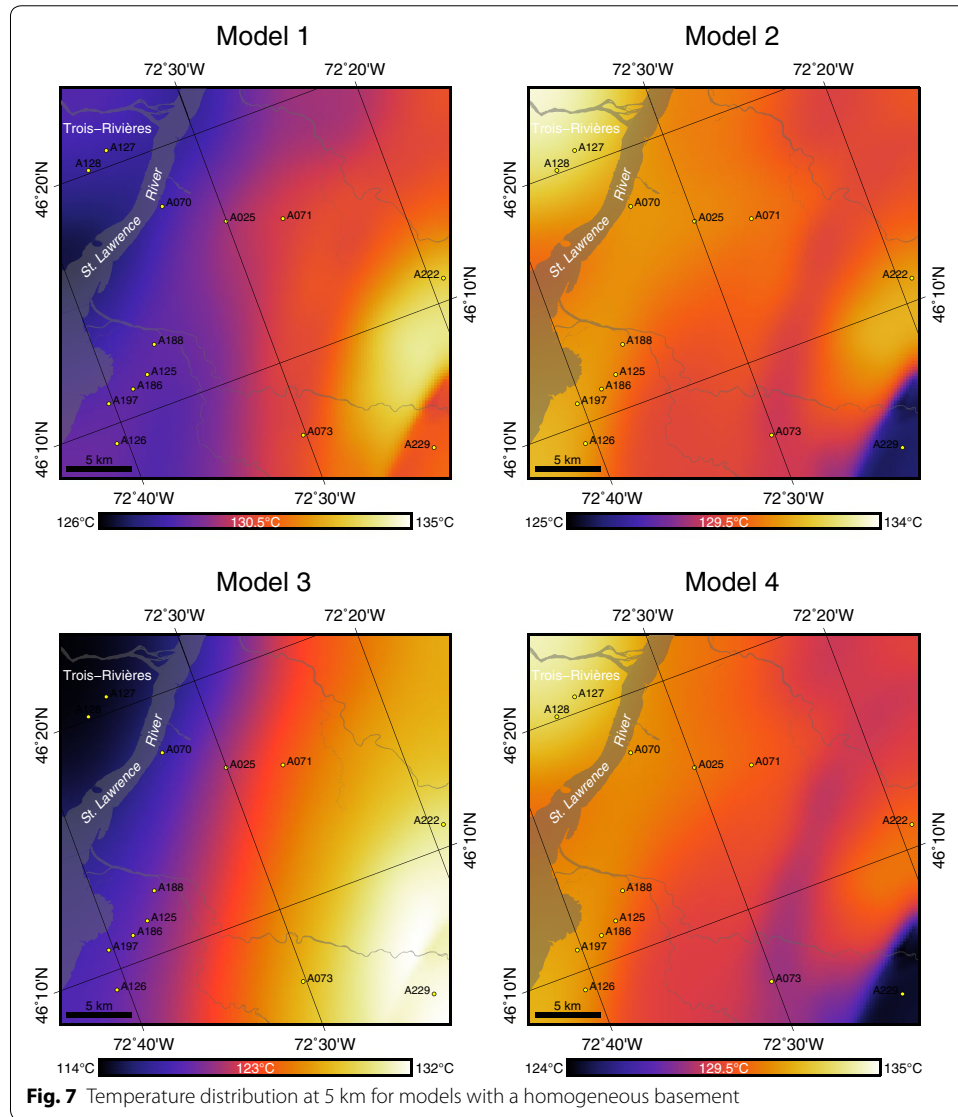 Model 1
72˚30'W
72˚20'W
Trois−Rivières
A127
A128
46˚20'N
River
St. Lawrence
A070
A025
A071
A222
46˚10'N
A188
A125
A186
A197
A126
A073
A229
46˚10'N
5 km
72˚40'W
72˚30'W
126°C
130.5°C
135°C
Model 2
72˚30'W
72˚20'W
Trois−Rivières
A127
A128
46˚20'N
River
St. Lawrence
A070
A025
A071
A222
46˚10'N
A188
A125
A186
A197
A126
A073
A229
46˚10'N
5 km
72˚40'W
72˚30'W
125°C
129.5°C
134°C
Model 3
72˚30'W
72˚20'W
Trois−Rivières
A127
A128
46˚20'N
River
St. Lawrence
A070
A025
A071
A222
46˚10'N
A188
A125
A186
A197
A126
A073
A229
46˚10'N
5 km
72˚40'W
72˚30'W
114°C
123°C
132°C
Model 4
72˚30'W
72˚20'W
Trois−Rivières
A127
A128
46˚20'N
River
St. Lawrence
A070
A025
A071
A222
46˚10'N
A188
A125
A186
A197
A126
A073
A229
46˚10'N
5 km
72˚40'W
72˚30'W
124°C
129.5°C
135°C
Fig. 7 Temperature distribution at 5 km for models with a homogeneous basement